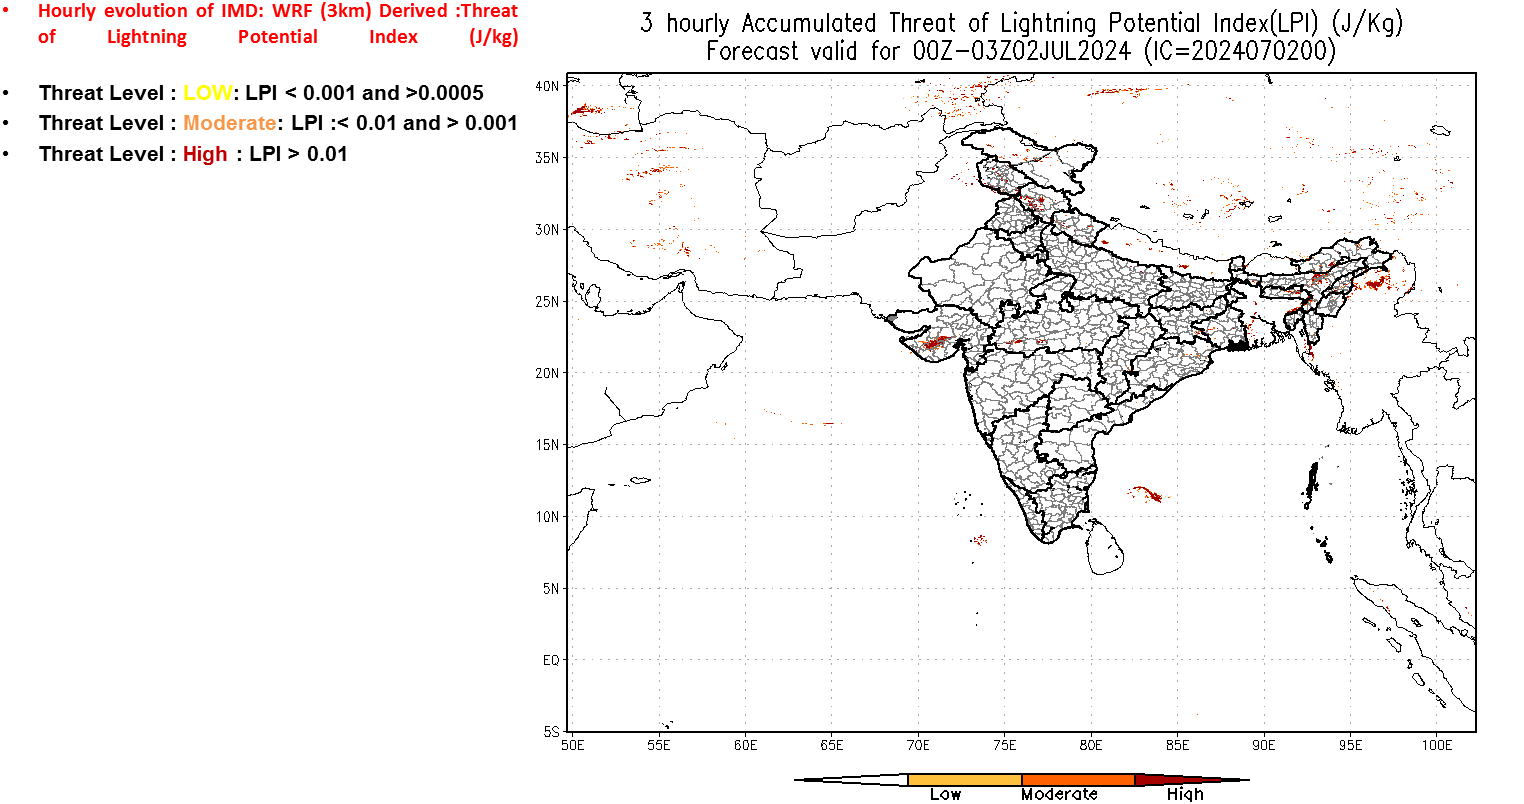 • Hourly evolution of IMD: WRF (3km) Derived :Threat
of Lightning Potential Index (J/kg)
• Threat Level : LOW: LPI < 0.001 and >0.0005
• Threat Level : Moderate: LPI :< 0.01 and > 0.001
• Threat Level : High : LPI > 0.01
3 hourly Accumulated Threat of Lightning Potential Index(LPI) (J/Kg)
Forecast valid for 00Z-03Z02JUL2024 (IC=2024070200)
40N
35N
30N
25N
20N
15N
10N
5N
EQ
5S
50E 55E 60E 65E 70E 75E 80E 85E 90E 95E 100E
Low Moderate High